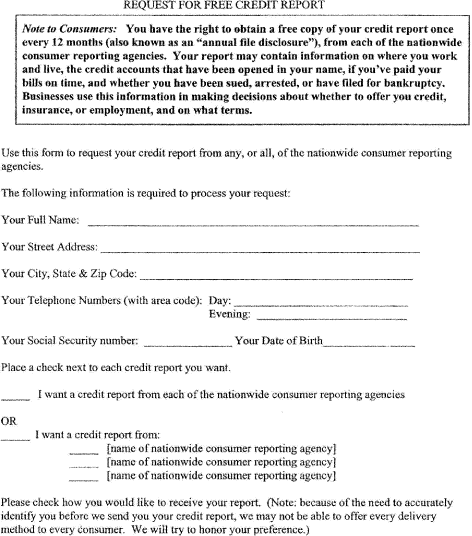 REQUEST FOR FREE CREDIT REPORT
Note to Consumers: You have the right to obtain a free copy of your credit report once
every 12 months (also known as an "annual file disclosure"), from each of the nationwide
consumer reporting agencies. Your report may contain information on where you work
and live, the credit accounts that have been opened in your name, if you've paid your
bills on time, and whether you have been sued, arrested, or have filed for bankruptcy.
Businesses use this information in making decisions about whether to offer you credit,
insurance, or employment, and on what terms.
Use this form to request your credit report from any, or all, of the nationwide consumer reporting
agencies.
The following information is required to process your request:
Your Full Name:
Your Street Address:
Your City, State & Zip Code:
Your Telephone Numbers (with area code): Day:
Evening:
Your Social Security number: Your Date of Birth
Place a check next to each credit report you want.
I want a credit report from each of the nationwide consumer reporting agencies
OR
I want a credit report from:
[name of nationwide consumer reporting agency]
[name of nationwide consumer reporting agency]
[name of nationwide consumer reporting agency]
Please check how you would like to receive your report. (Note: because of the need to accurately
identify you before we send you your credit report, we may not be able to offer every delivery
method to every consumer. We will try to honor your preference.)